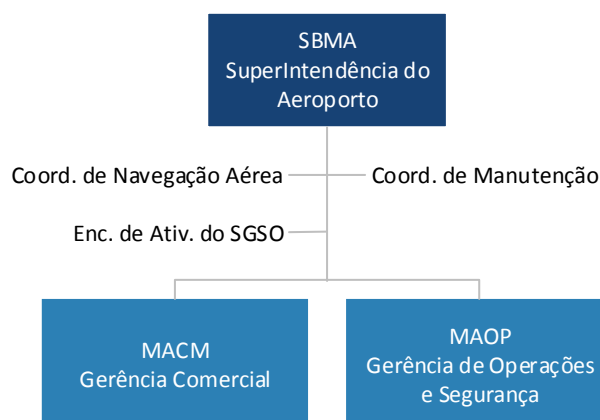 SBMA
SuperIntendência do
Aeroporto
Coord. de Navegação Aérea
Coord. de Manutenção
Enc. de Ativ. do SGSO
MACM
Gerência Comercial
MAOP
Gerência de Operações
e Segurança